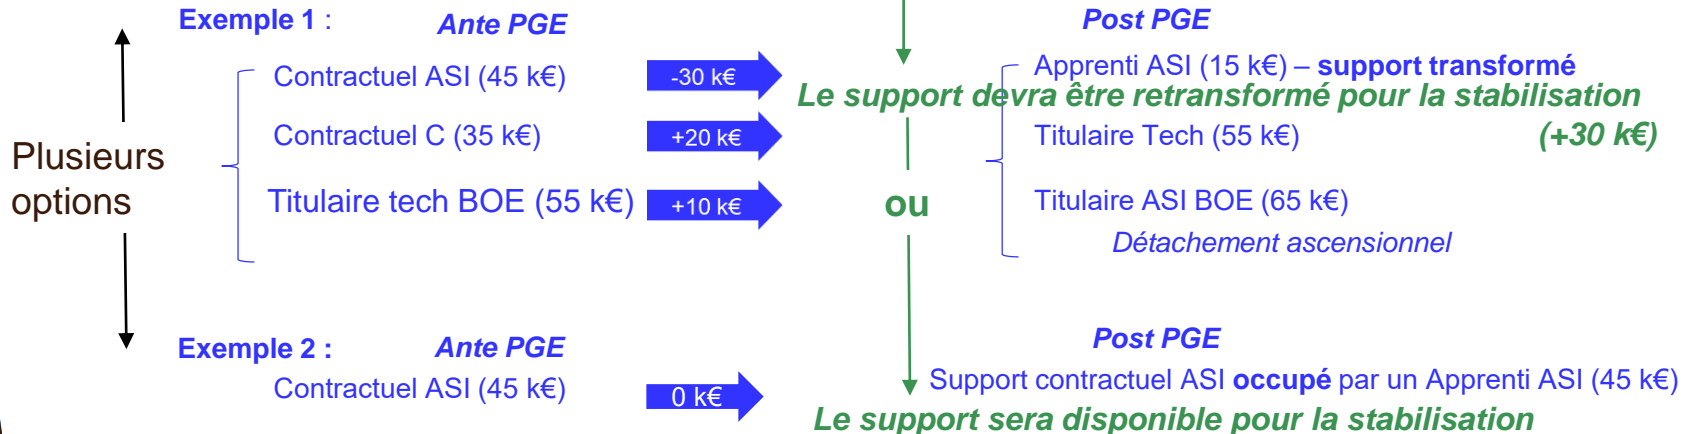 Exemple 1 :
Ante PGE
Post PGE
Contractuel ASI (45 k€)
-30 k€
Apprenti ASI (15 k€) – support transformé
Le support devra être retransformé pour la stabilisation
(+30 k€)
Contractuel C (35 k€)
+20 k€
Titulaire Tech (55 k€)
Plusieurs
options
Titulaire tech BOE (55 k€)
+10 k€
ou
Titulaire ASI BOE (65 k€)
Détachement ascensionnel
Exemple 2 :
Ante PGE
Post PGE
Contractuel ASI (45 k€)
0 k€
Support contractuel ASI occupé par un Apprenti ASI (45 k€)
Le support sera disponible pour la stabilisation